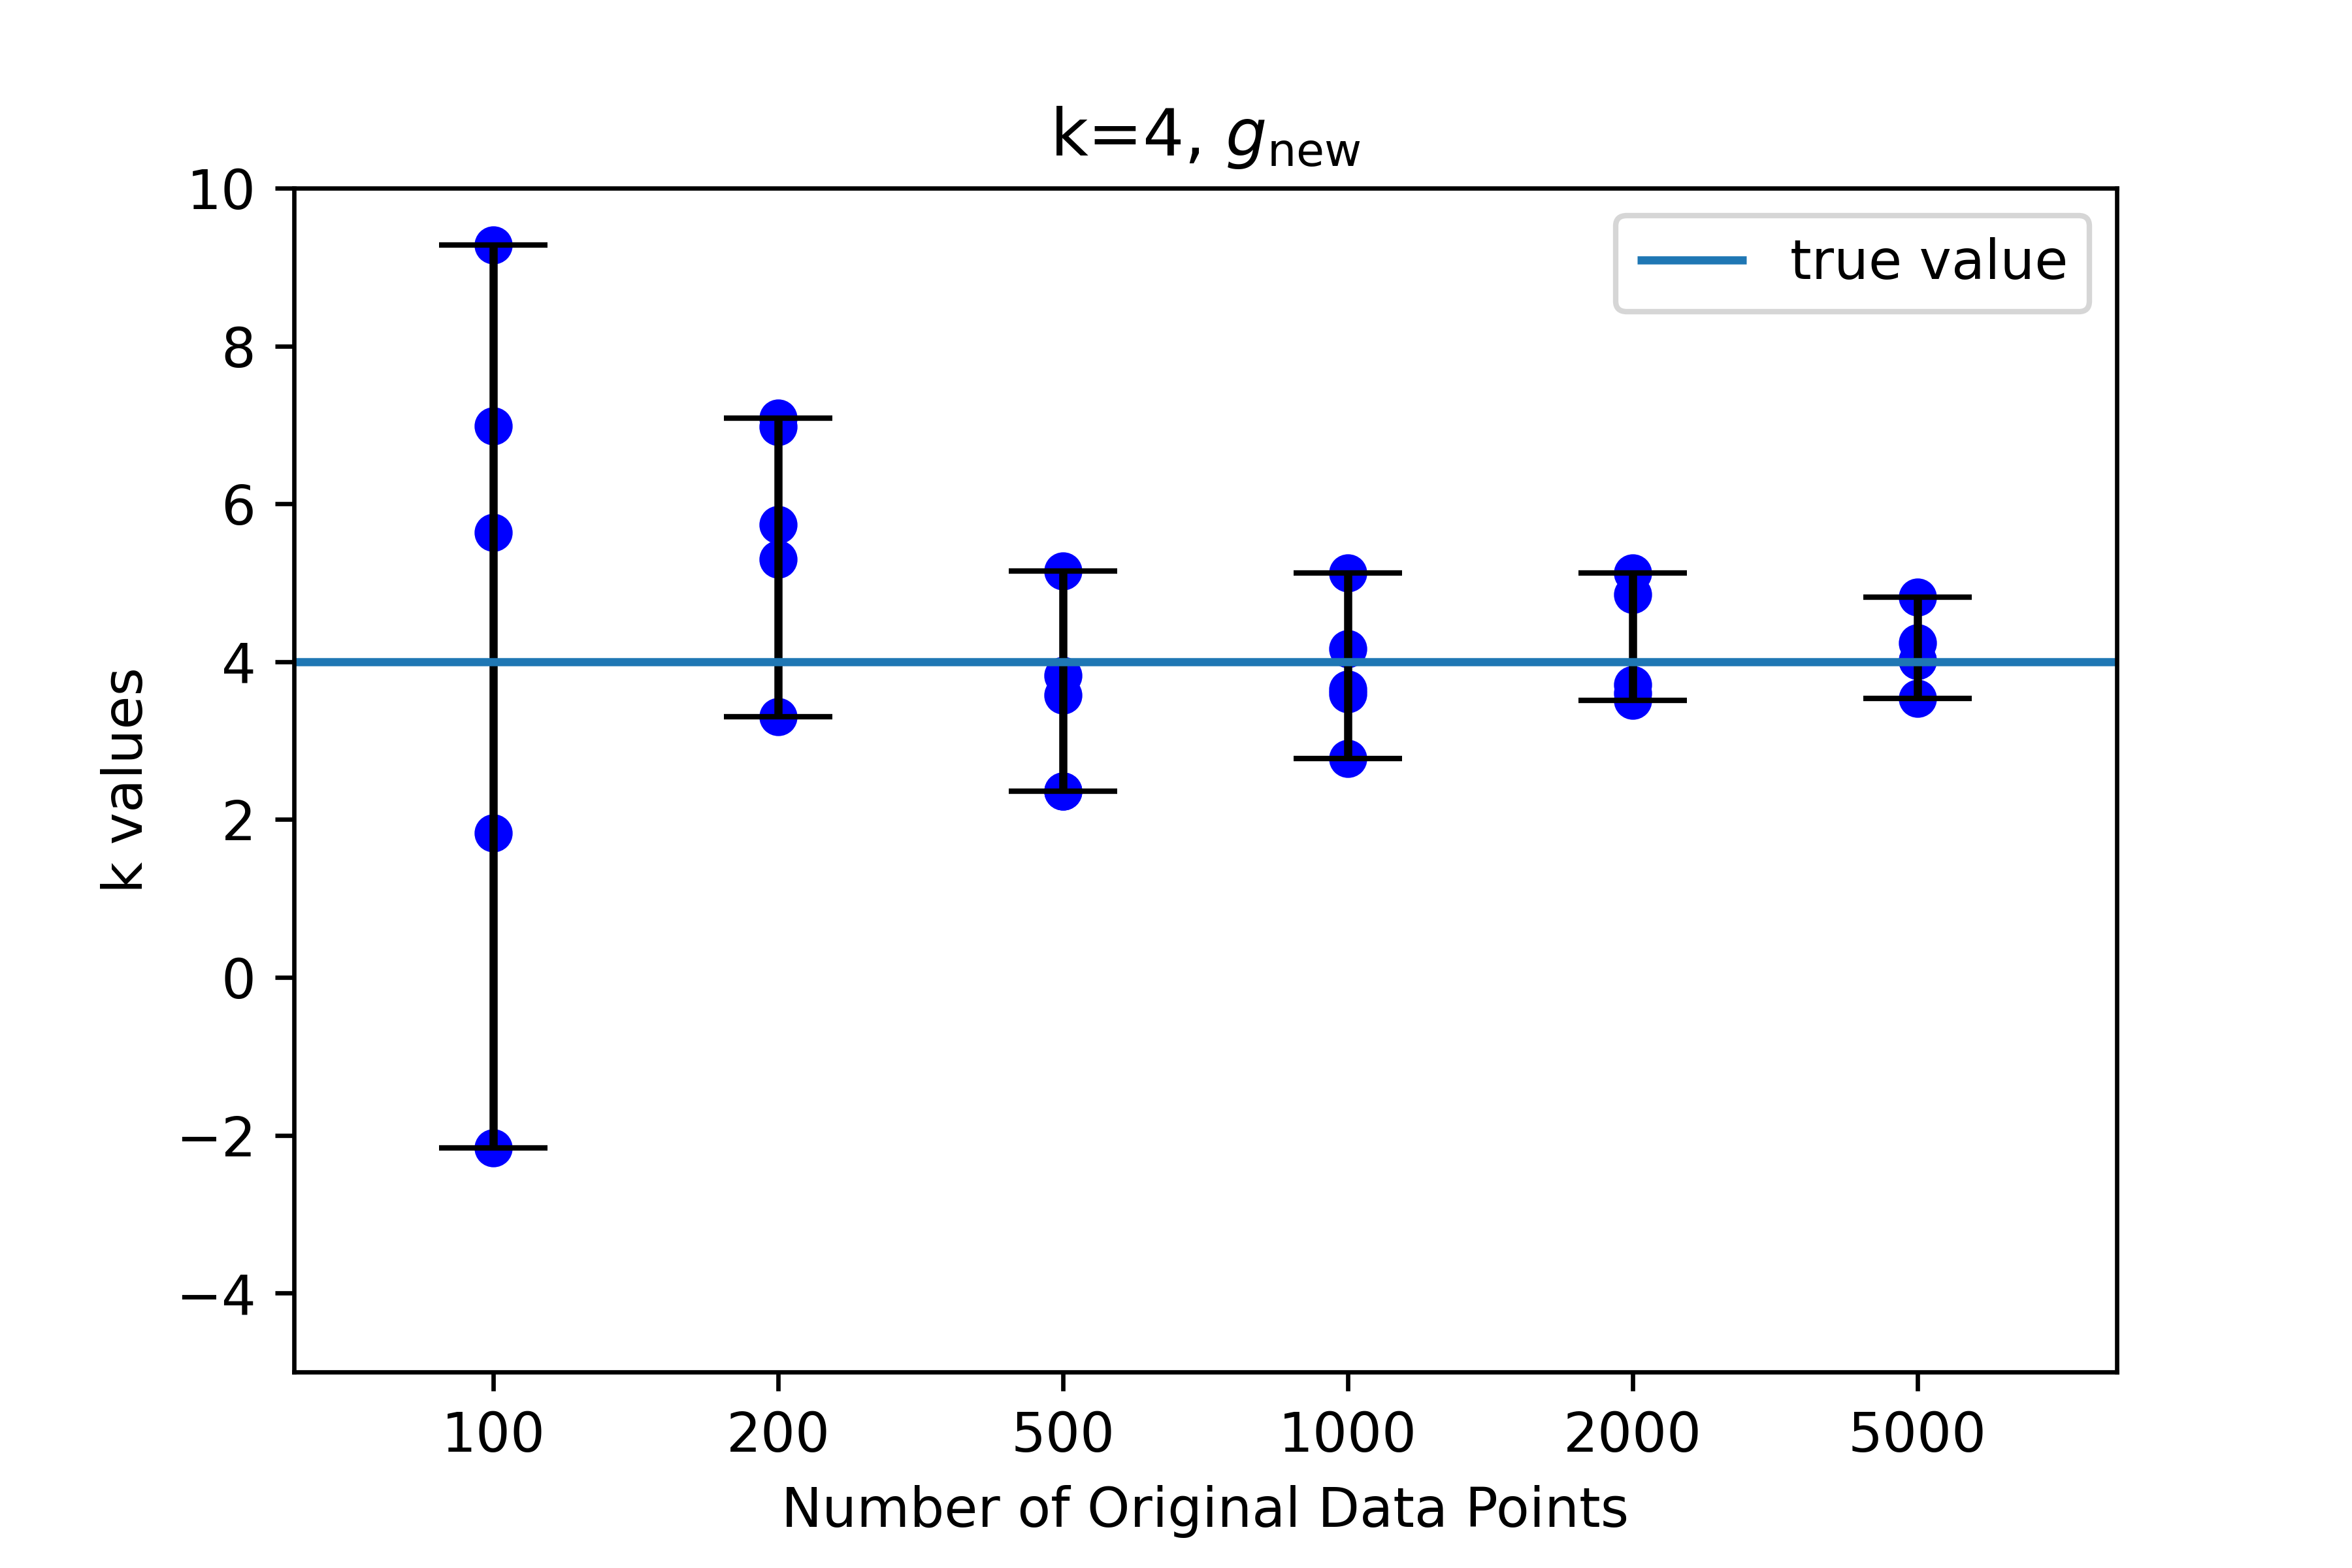 k=4, g_new
10
8
6
4
2
0
−2
−4
k values
true value
100 200 500 1000 2000 5000
Number of Original Data Points